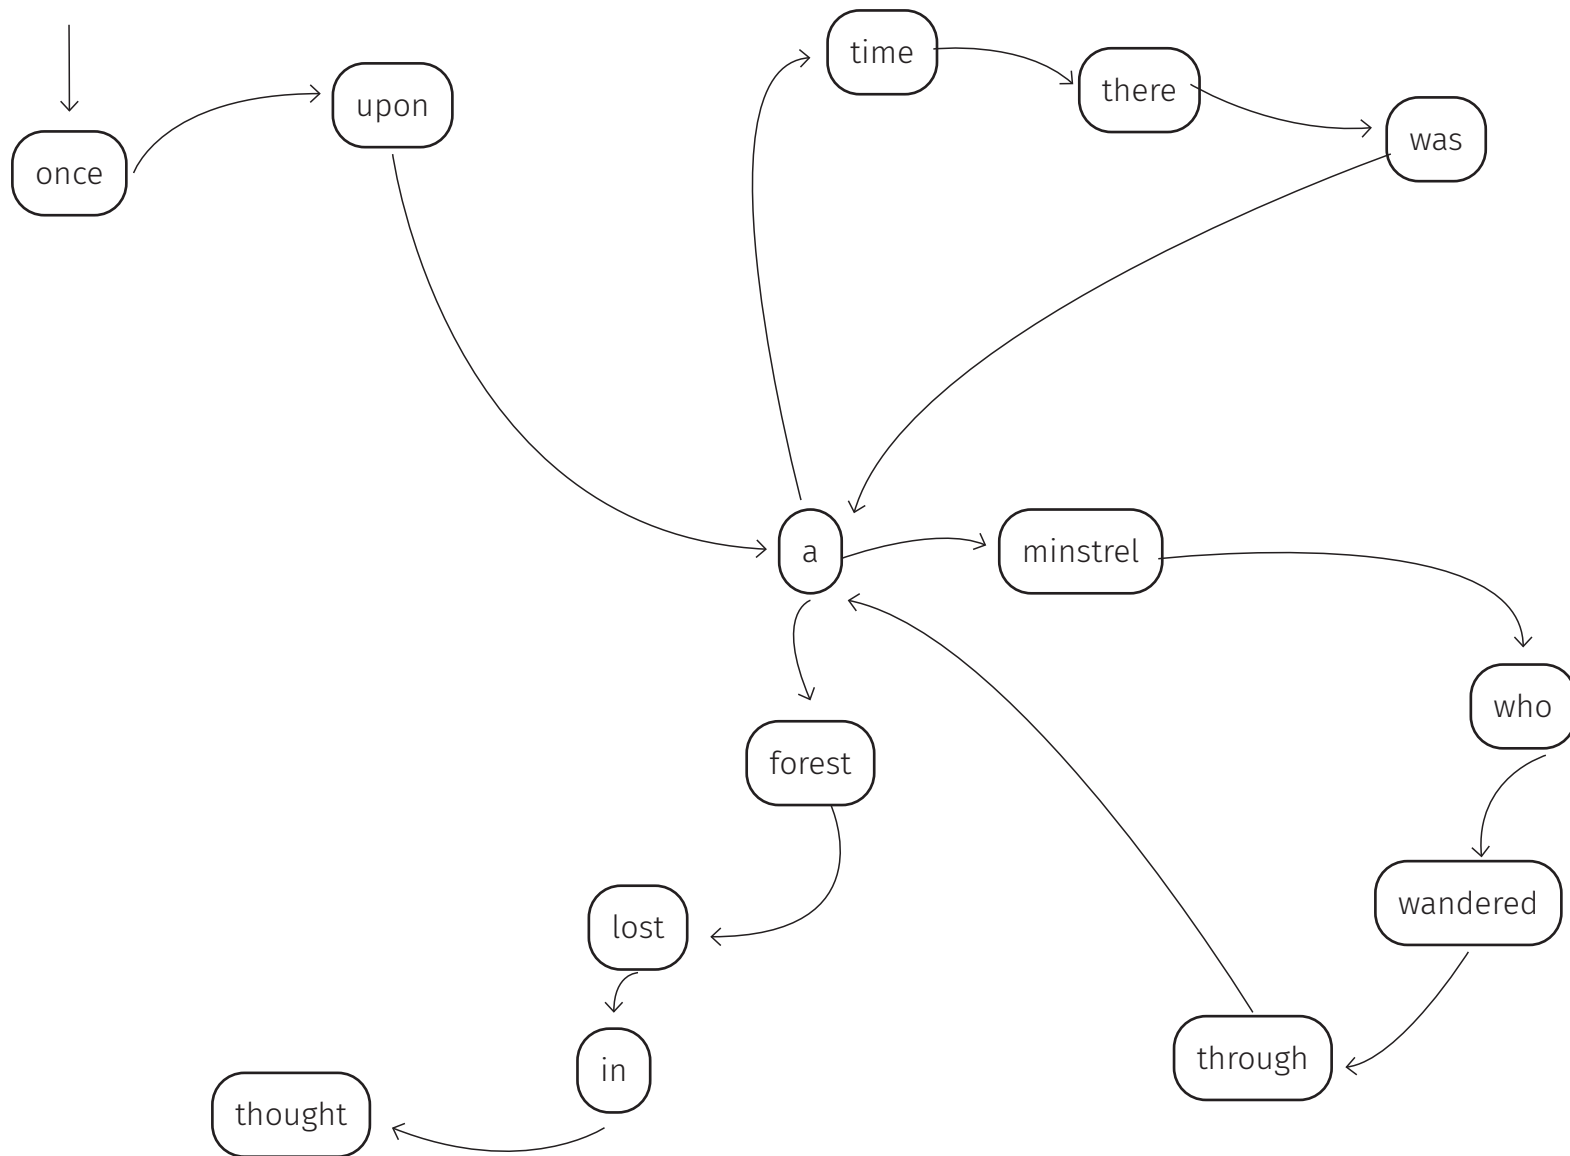 once
upon
a
time
there
was
minstrel
who
wandered
through
forest
lost
in
thought